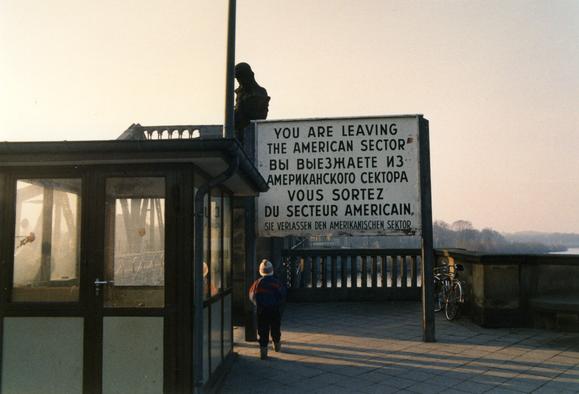 YOU ARE LEAVING
THE AMERICAN SECTOR
ВЫ ВЫЕЗЖАЕТЕ ИЗ
АМЕРИКАНСКОГО СЕКТОРА
VOUS SORTEZ
DU SECTEUR AMERICAIN.
SIE VERLASSEN DEN AMERIKANISCHEN SEKTOR